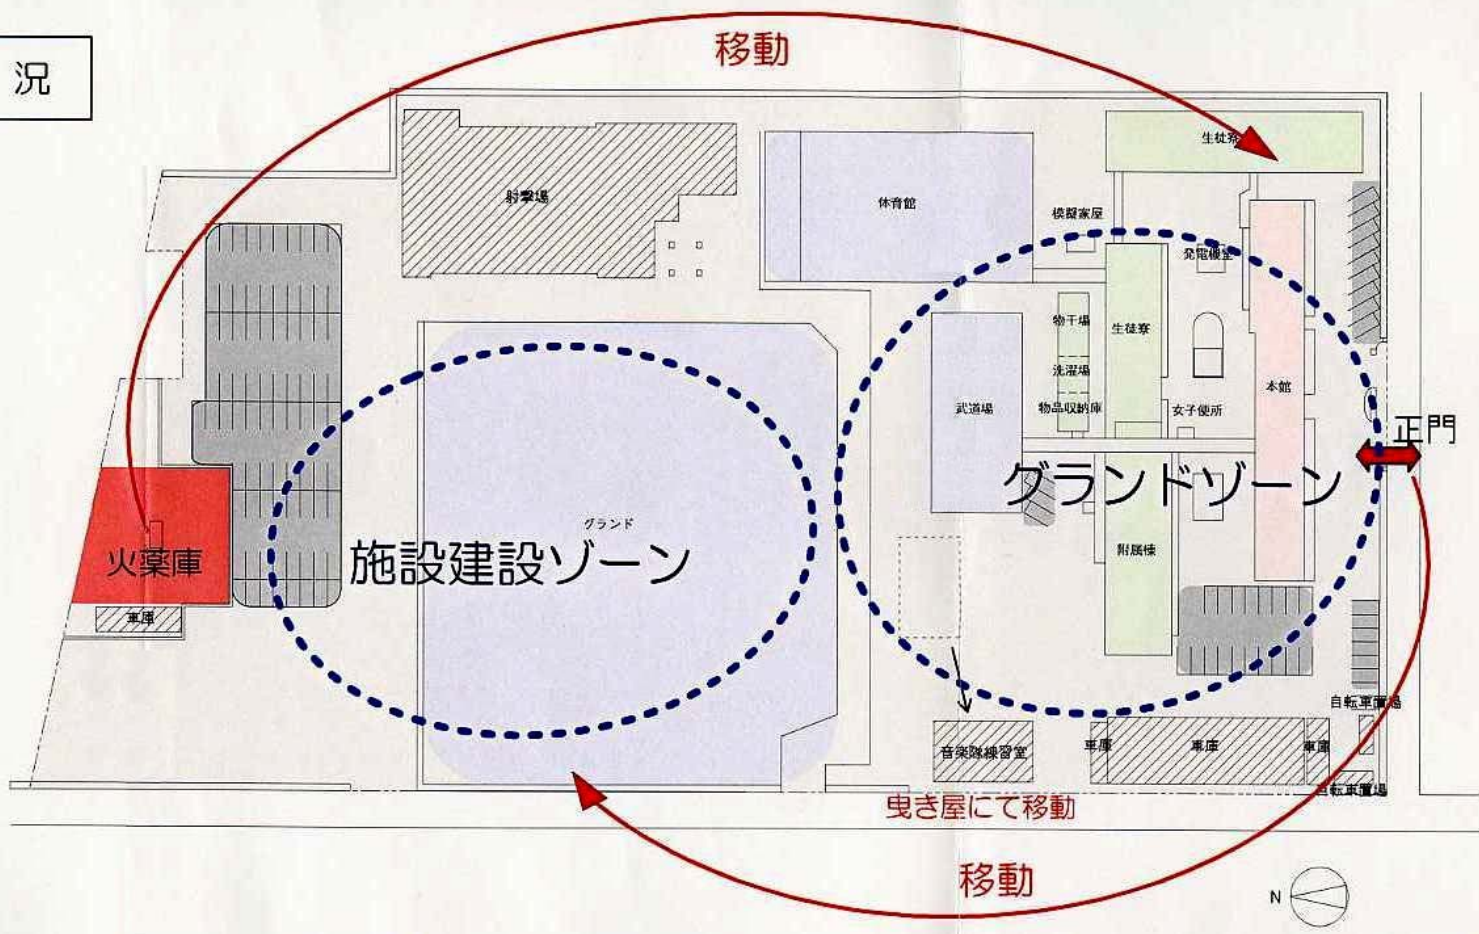 況
移動
生徒寮
射撃場
体育館
模擬家屋
発電機室
物干場
生徒寮
洗濯場
本館
武道場
物品収納庫
女子便所
正門
グランドゾーン
グランド
施設建設ゾーン
火薬庫
附属棟
車庫
自転車置場
音楽隊練習室
車庫
車庫
車庫
自転車置場
曳き屋にて移動
移動
N